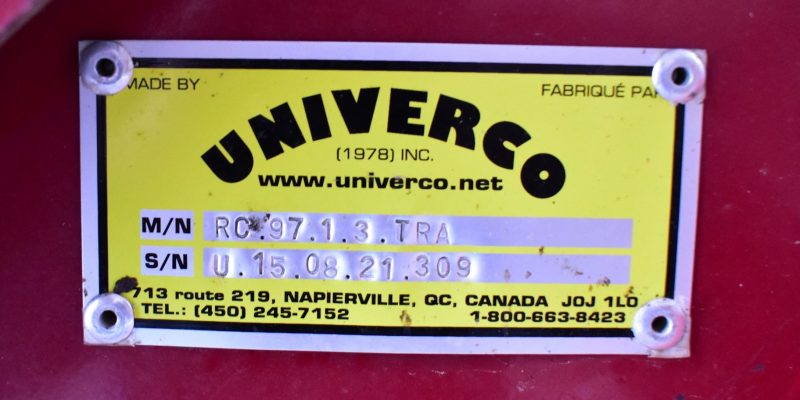 MADE BY FABRIQUÉ PAR
UNIVERCO
(1978) INC.
www.univerco.net
M/N RC.97.1.3.TRA
S/N U.15.08.21.309
713 route 219, NAPIERVILLE, QC, CANADA J0J 1L0
TEL.: (450) 245-7152 1-800-663-8423